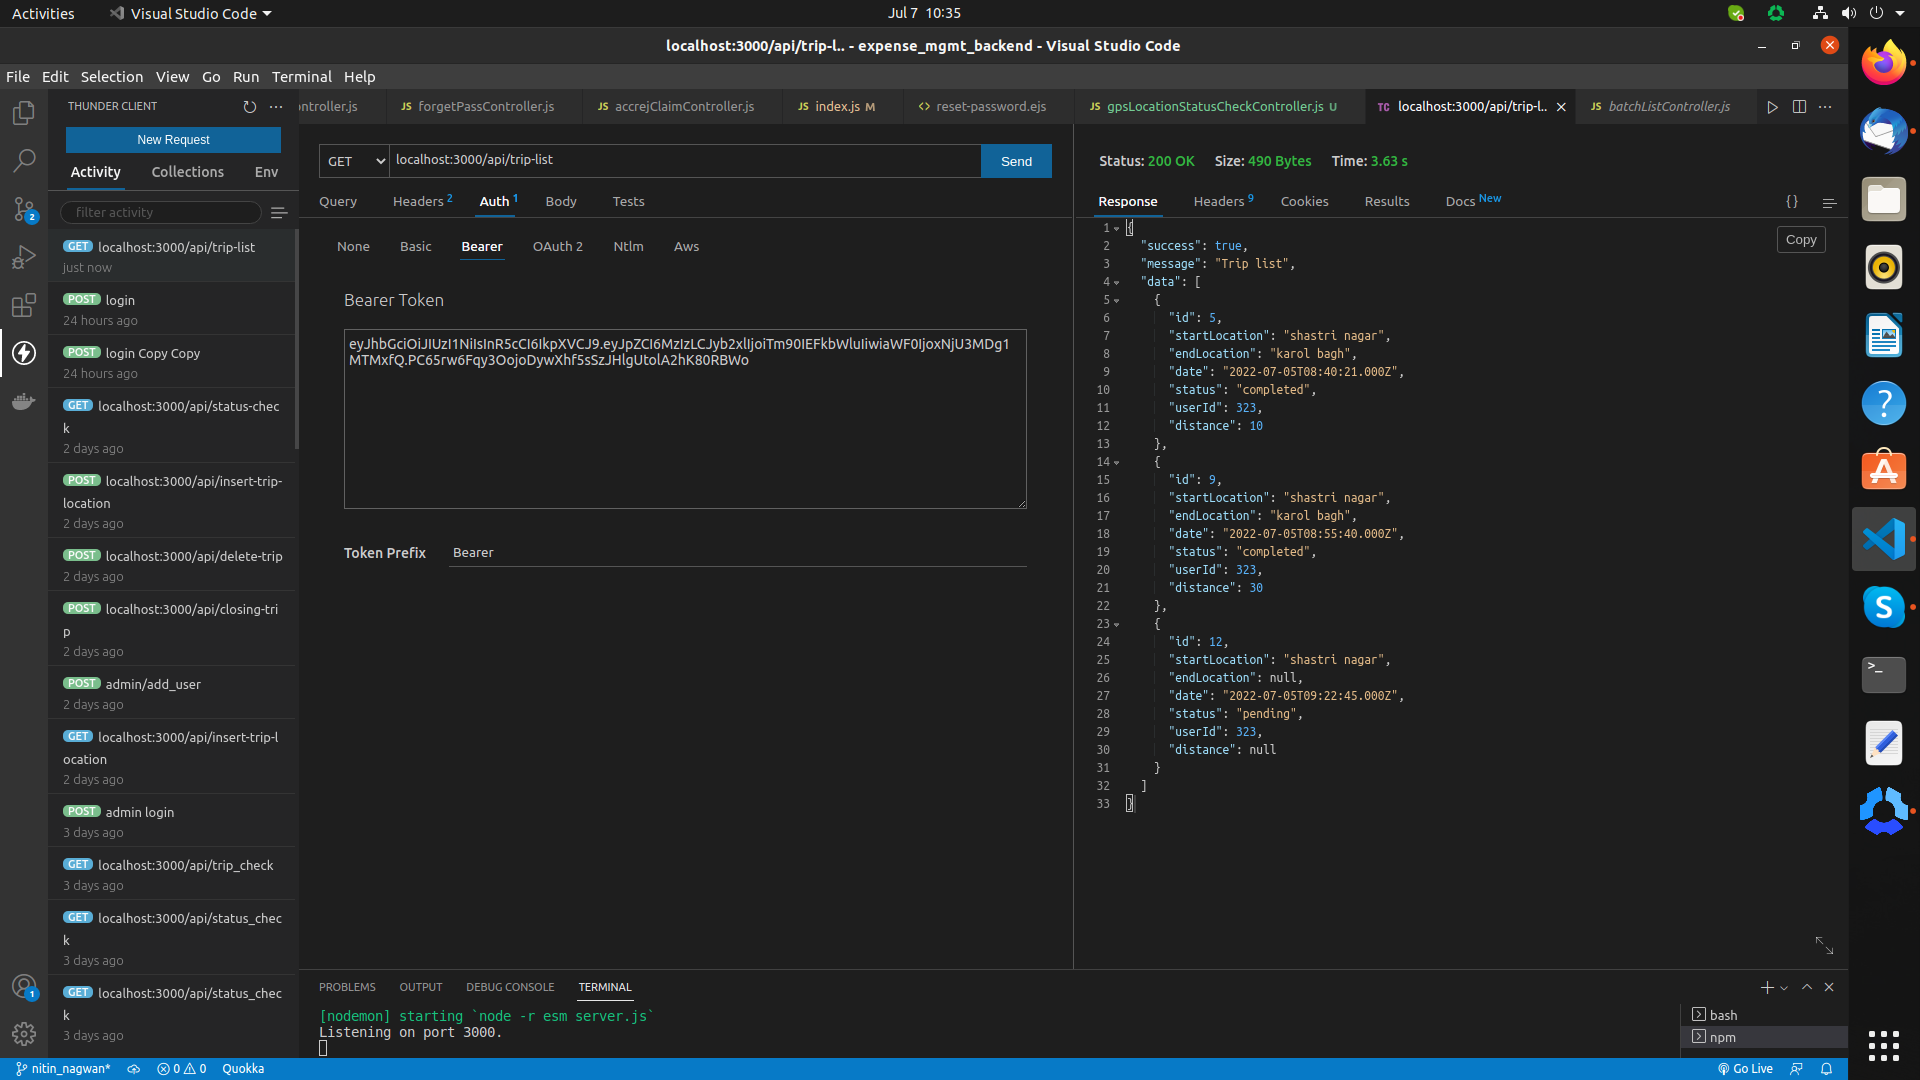 Activities
Visual Studio Code
Jul 7 10:35
localhost:3000/api/trip-l.. - expense_mgmt_backend - Visual Studio Code
File Edit Selection View Go Run Terminal Help
THUNDER CLIENT
New Request
Activity Collections Env
filter activity
GET localhost:3000/api/trip-list
just now
POST login
24 hours ago
POST login Copy Copy
24 hours ago
GET localhost:3000/api/status-chec
k
2 days ago
POST localhost:3000/api/insert-trip-
location
2 days ago
POST localhost:3000/api/delete-trip
2 days ago
POST localhost:3000/api/closing-tri
p
2 days ago
POST admin/add_user
2 days ago
GET localhost:3000/api/insert-trip-l
ocation
2 days ago
POST admin login
3 days ago
GET localhost:3000/api/trip_check
3 days ago
GET localhost:3000/api/status_chec
k
3 days ago
GET localhost:3000/api/status_chec
k
3 days ago
ontroller.js JS forgetPassController.js JS accrejClaimController.js JS index.js M <> reset-password.ejs JS gpsLocationStatusCheckController.js U TC localhost:3000/api/trip-l.. JS batchListController.js
GET localhost:3000/api/trip-list Send
Query Headers 2 Auth 1 Body Tests
None Basic Bearer OAuth 2 Ntlm Aws
Bearer Token
Token Prefix Bearer
Status: 200 OK Size: 490 Bytes Time: 3.63 s
Response Headers 9 Cookies Results Docs New {}
Copy
1 {
2 "success": true,
3 "message": "Trip list",
4 "data": [
5 {
6 "id": 5,
7 "startLocation": "shastri nagar",
8 "endLocation": "karol bagh",
9 "date": "2022-07-05T08:40:21.000Z",
10 "status": "completed",
11 "userId": 323,
12 "distance": 10
13 },
14 {
15 "id": 9,
16 "startLocation": "shastri nagar",
17 "endLocation": "karol bagh",
18 "date": "2022-07-05T08:55:40.000Z",
19 "status": "completed",
20 "userId": 323,
21 "distance": 30
22 },
23 {
24 "id": 12,
25 "startLocation": "shastri nagar",
26 "endLocation": null,
27 "date": "2022-07-05T09:22:45.000Z",
28 "status": "pending",
29 "userId": 323,
30 "distance": null
31 }
32 ]
33 }
PROBLEMS OUTPUT DEBUG CONSOLE TERMINAL
[nodemon] starting `node -r esm server.js`
Listening on port 3000.
bash
npm
nitin_nagwan* 0 0 Quokka
Go Live